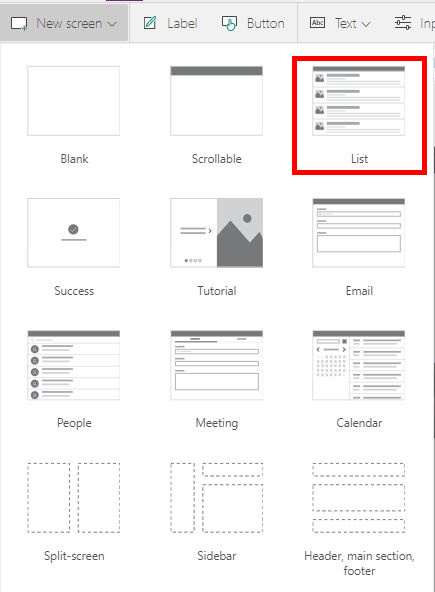 New screen Label Button Abc Text Inp
Blank Scrollable List
Success Tutorial Email
People Meeting Calendar
Split-screen Sidebar Header, main section,
footer